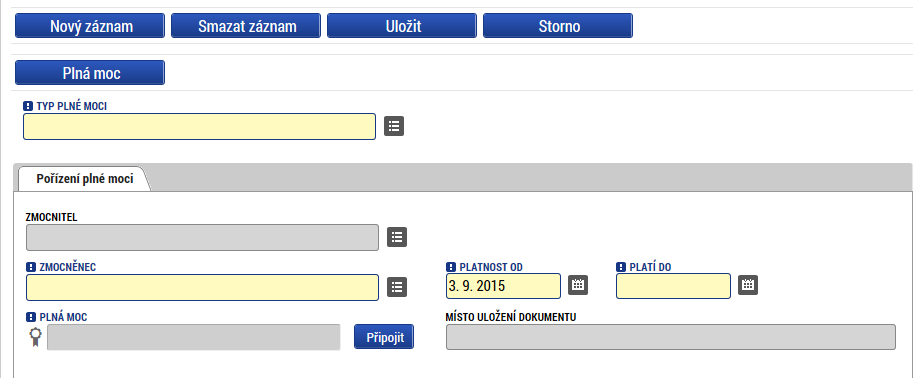 Nový záznam Smazat záznam Uložit Storno
Plná moc
TYP PLNÉ MOCI
Pořízení plné moci
ZMOCNITEL
ZMOCNĚNEC PLATNOST OD PLATÍ DO
3. 9. 2015
PLNÁ MOC MÍSTO ULOŽENÍ DOKUMENTU
Připojit